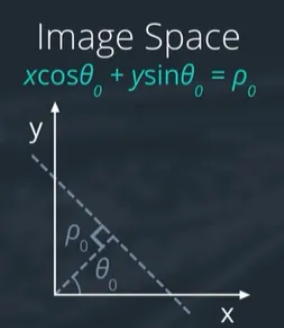 Image Space
xcosθ₀ + ysinθ₀ = ρ₀
y
ρ₀
θ₀
x